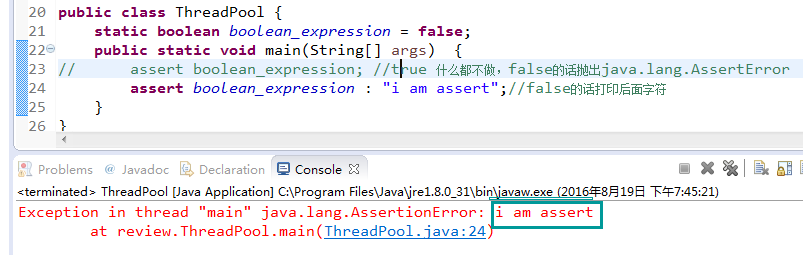 20 public class ThreadPool {
21 static boolean boolean_expression = false;
22 public static void main(String[] args) {
23 // assert boolean_expression; //true 什么都不做，false的话抛出java.lang.AssertError
24 assert boolean_expression : "i am assert";//false的话打印后面字符
25 }
26 }
Problems @ Javadoc Declaration Console
<terminated> ThreadPool [Java Application] C:\Program Files\Java\jre1.8.0_31\bin\javaw.exe (2016年8月19日 下午7:45:21)
Exception in thread "main" java.lang.AssertionError: i am assert
at review.ThreadPool.main(ThreadPool.java:24)